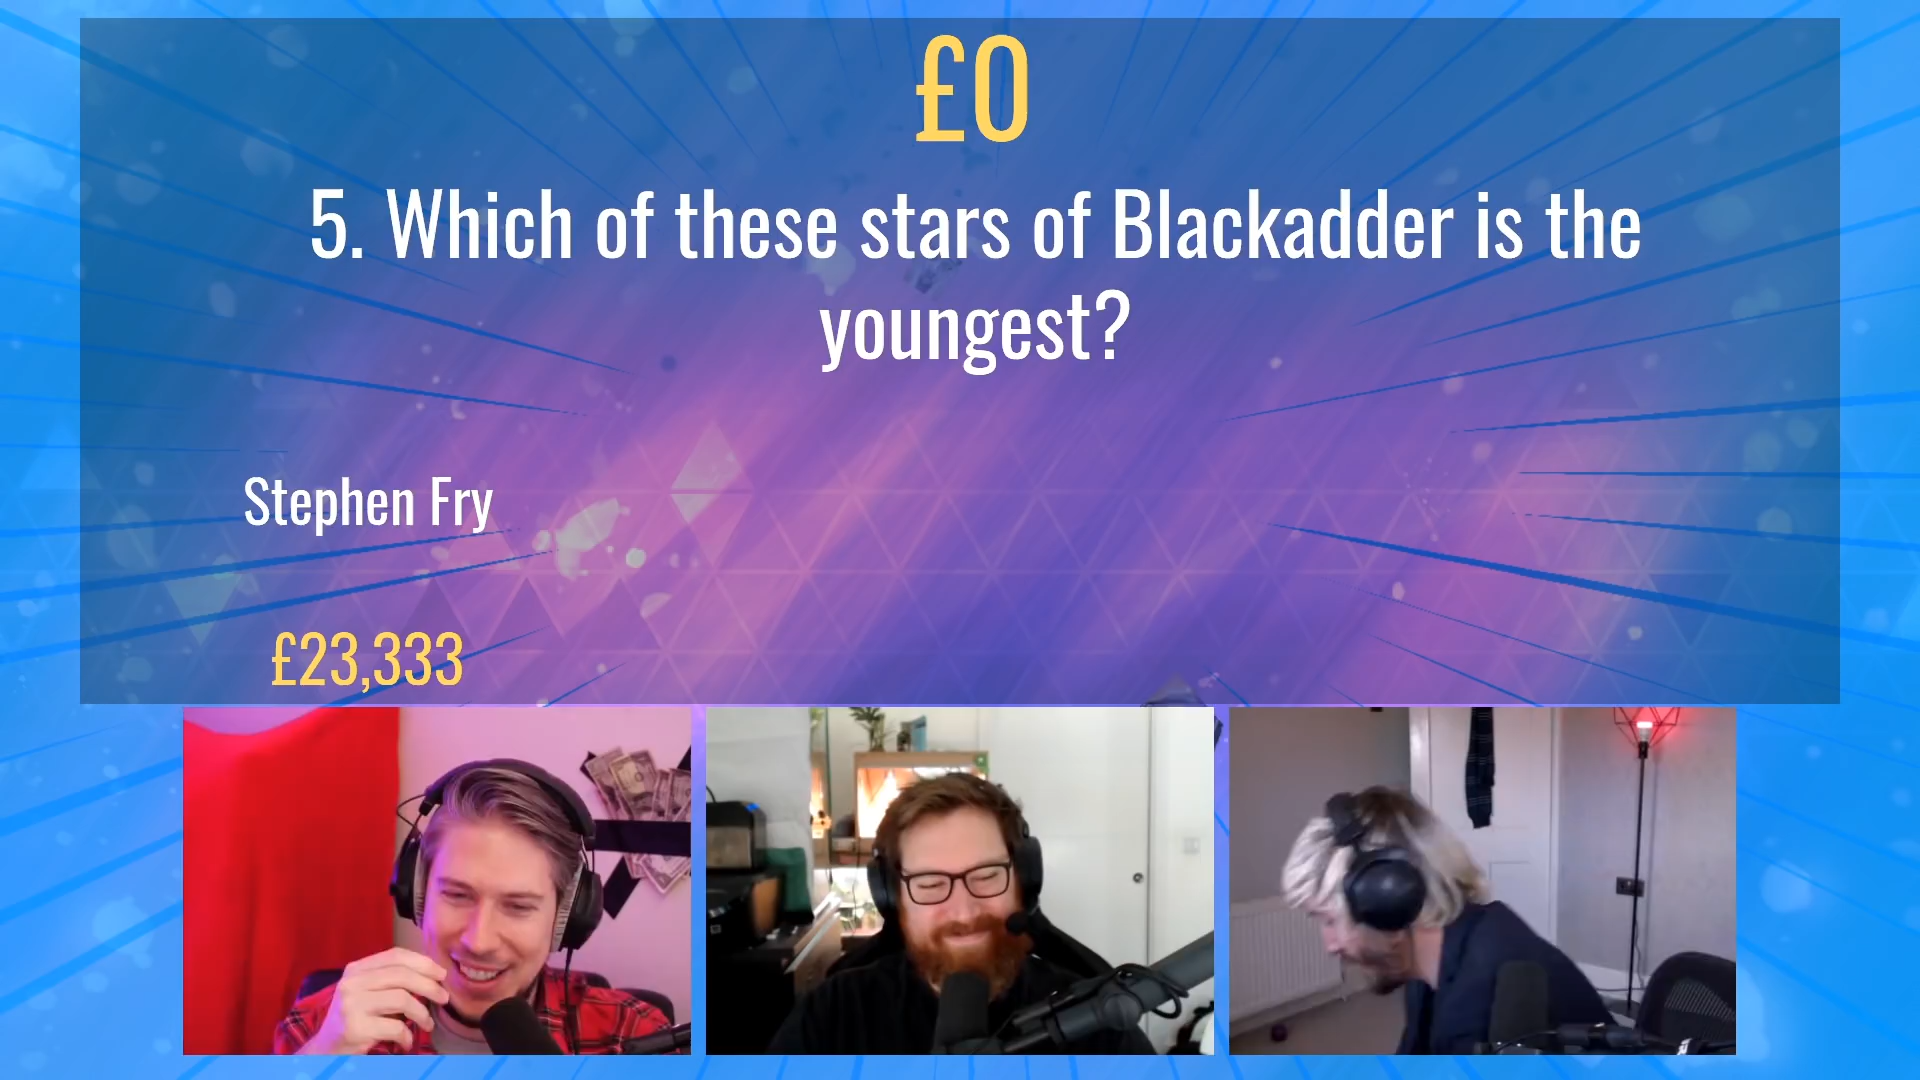 £0
5. Which of these stars of Blackadder is the
youngest?
Stephen Fry
£23,333